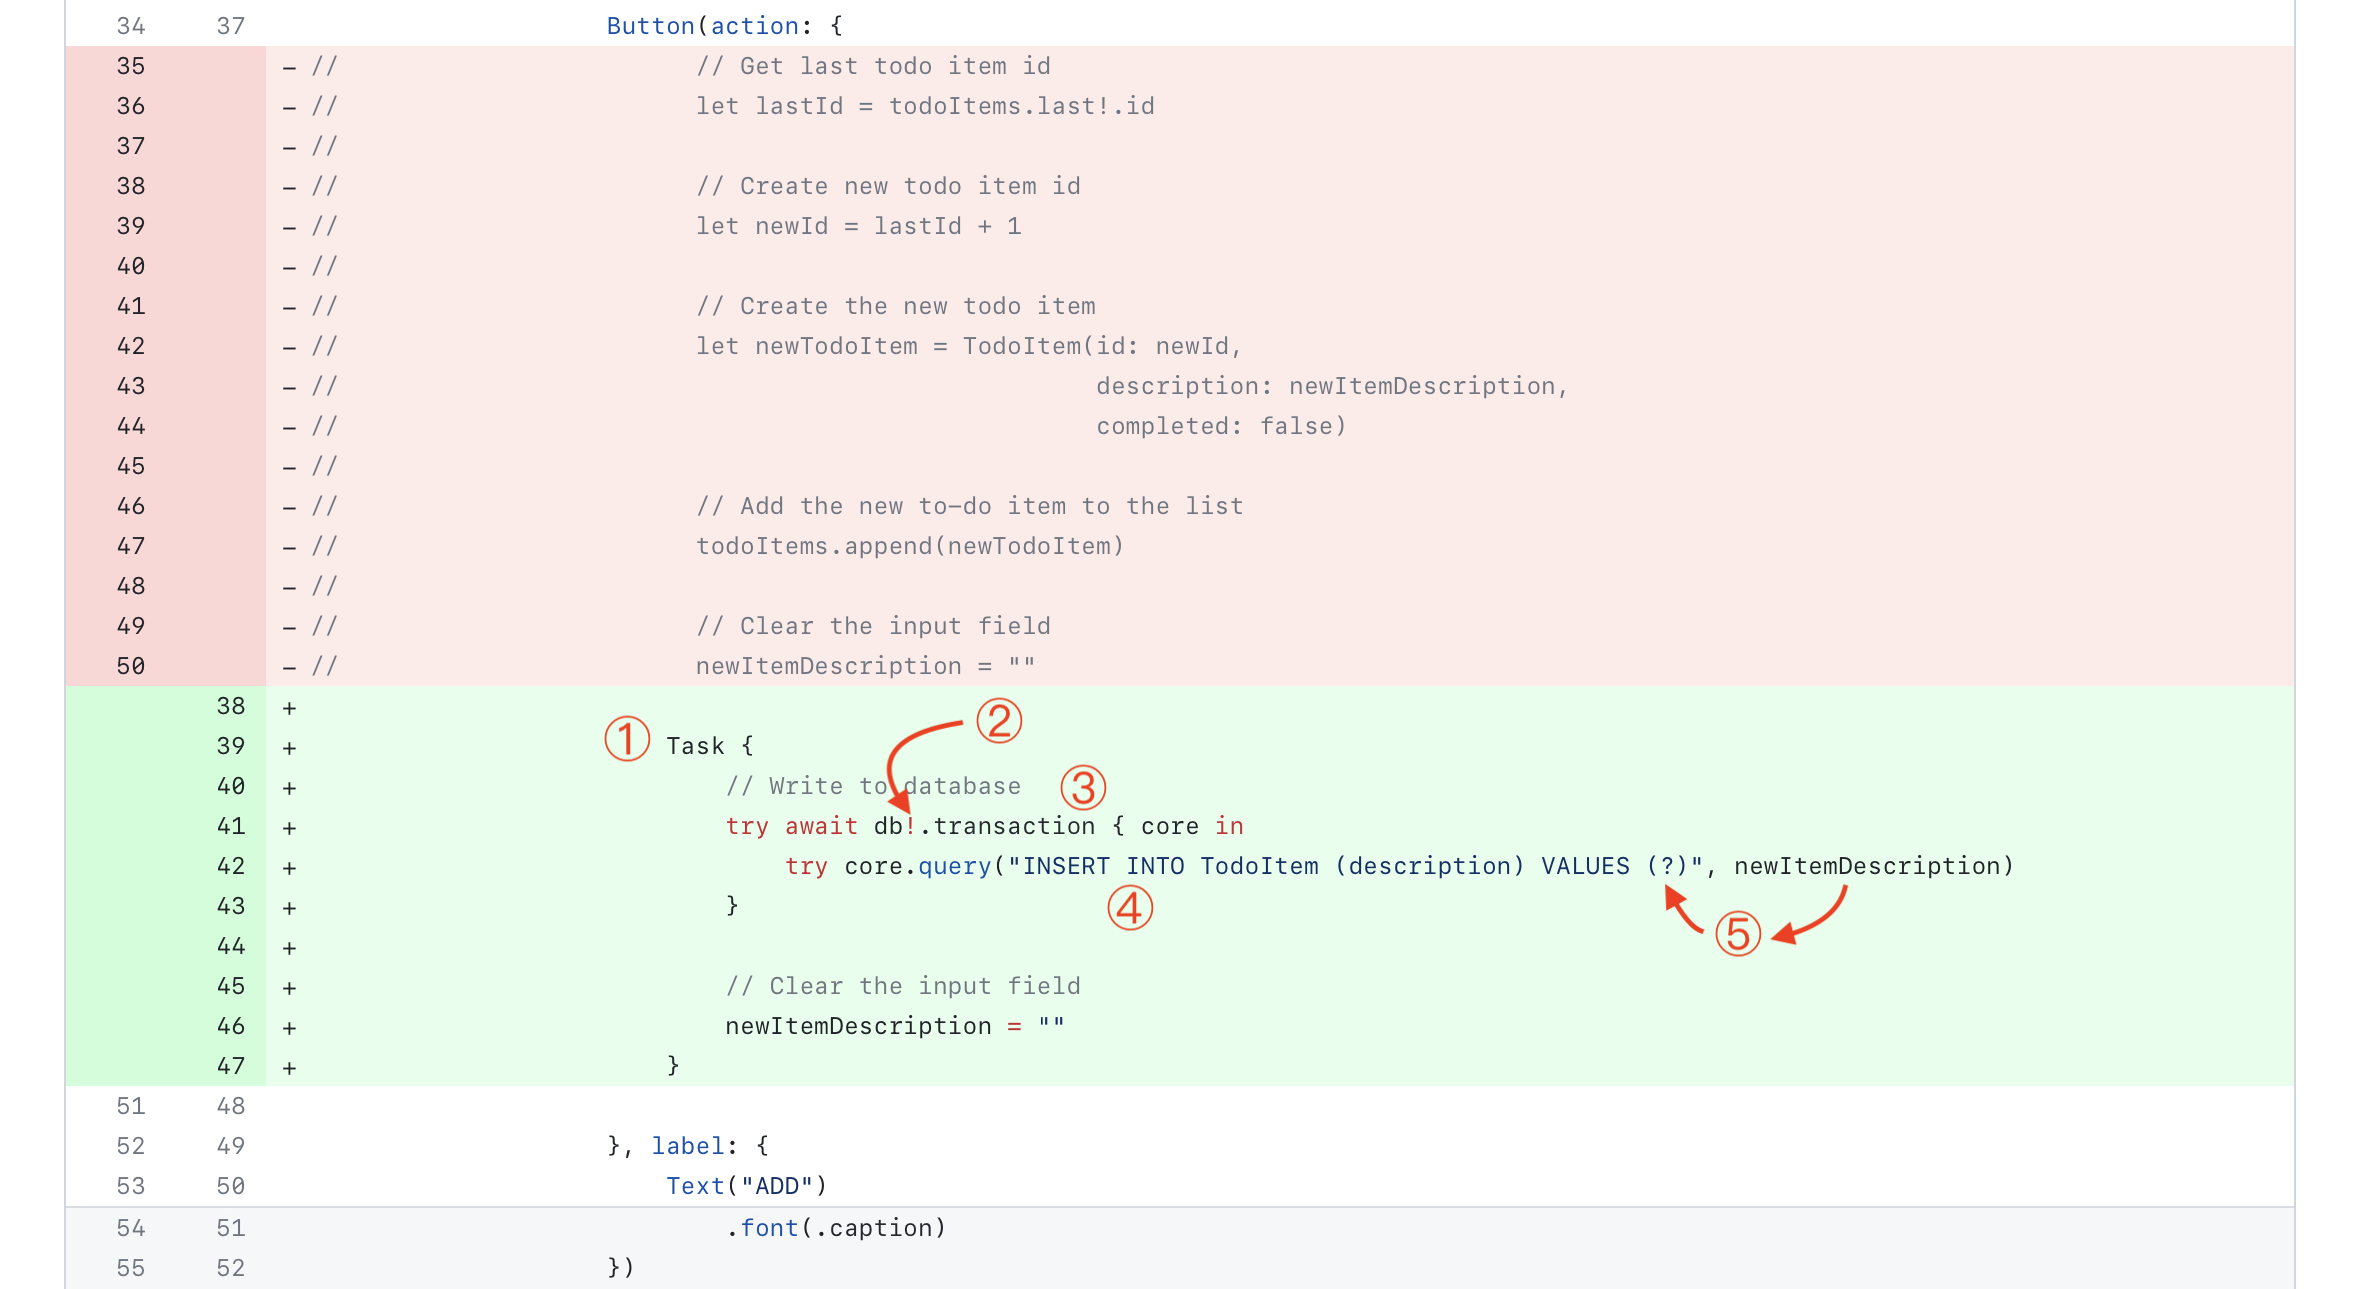 34 37 Button(action: {
35 - // // Get last todo item id
36 - // let lastId = todoItems.last!.id
37 - //
38 - // // Create new todo item id
39 - // let newId = lastId + 1
40 - //
41 - // // Create the new todo item
42 - // let newTodoItem = TodoItem(id: newId,
43 - // description: newItemDescription,
44 - // completed: false)
45 - //
46 - // // Add the new to-do item to the list
47 - // todoItems.append(newTodoItem)
48 - //
49 - // // Clear the input field
50 - // newItemDescription = ""
38 + ②
39 + ① Task {
40 + // Write to database ③
41 + try await db!.transaction { core in
42 + try core.query("INSERT INTO TodoItem (description) VALUES (?)", newItemDescription)
43 + } ④
44 + ⑤
45 + // Clear the input field
46 + newItemDescription = ""
47 + }
51 48
52 49 }, label: {
53 50 Text("ADD")
54 51 .font(.caption)
55 52 })